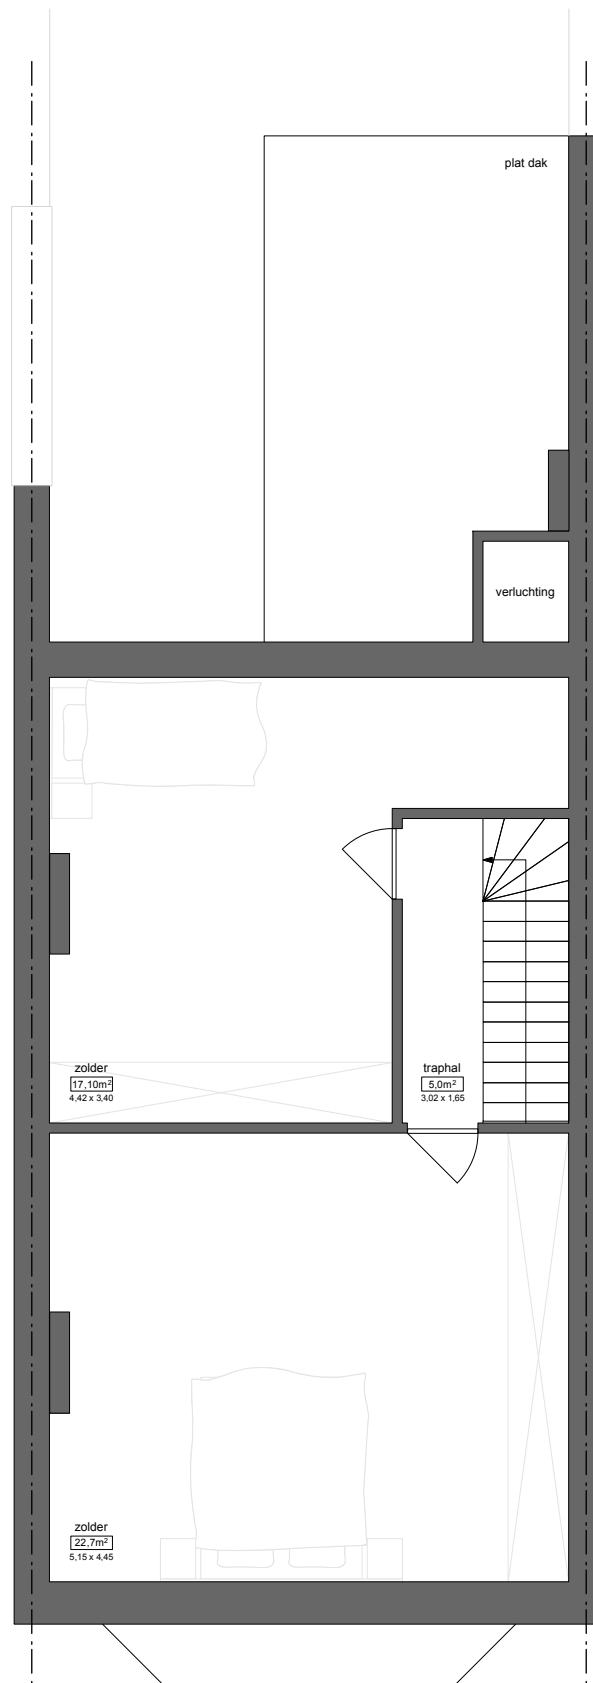 plat dak
verluchting
zolder
17,10m²
4,42 x 3,40
traphal
5,0m²
3,02 x 1,65
zolder
22,7m²
5,15 x 4,45